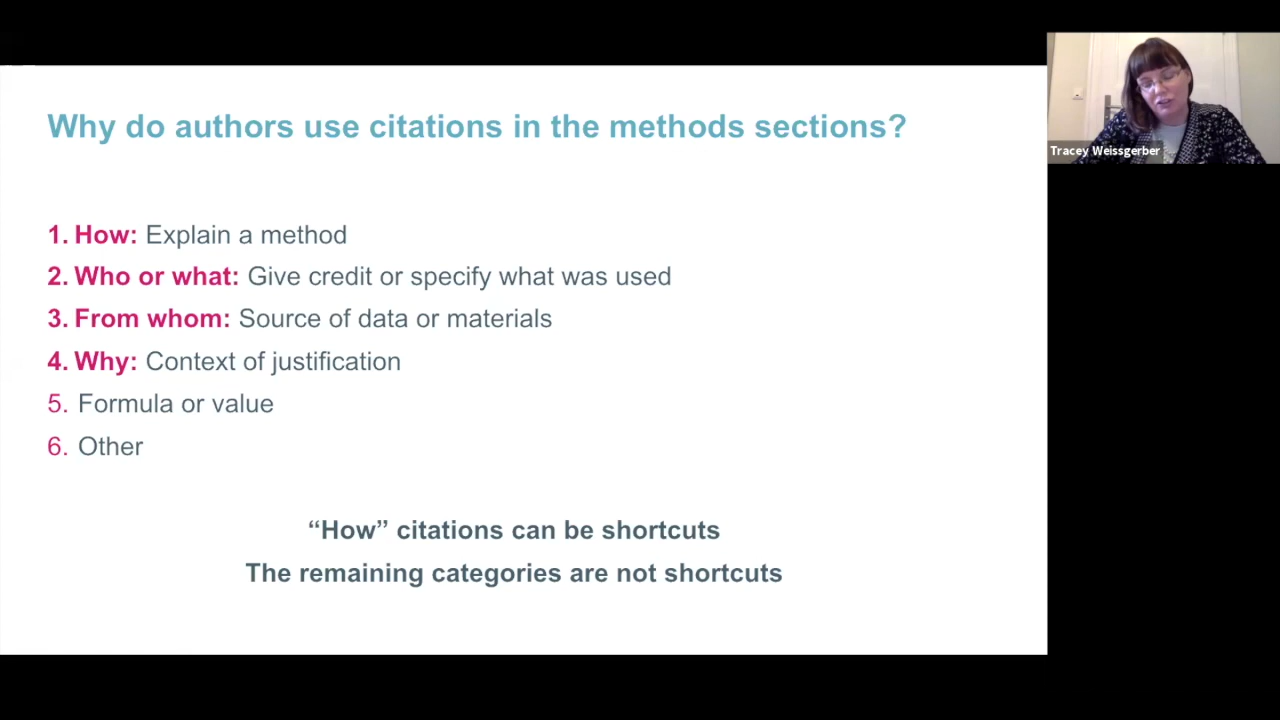 Why do authors use citations in the methods sections?
1. How: Explain a method
2. Who or what: Give credit or specify what was used
3. From whom: Source of data or materials
4. Why: Context of justification
5. Formula or value
6. Other
“How” citations can be shortcuts
The remaining categories are not shortcuts
Tracey Weissgerber